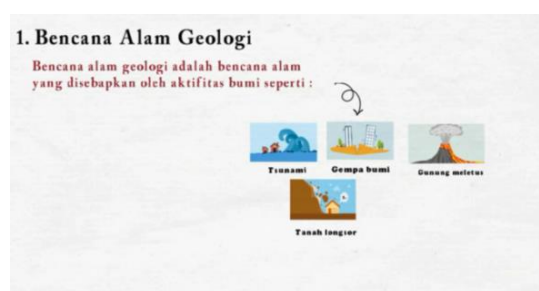 1. Bencana Alam Geologi
Bencana alam geologi adalah bencana alam
yang disebapkan oleh aktifitas bumi seperti :
Tsunami
Gempa bumi
Gunung meletus
Tanah longsor